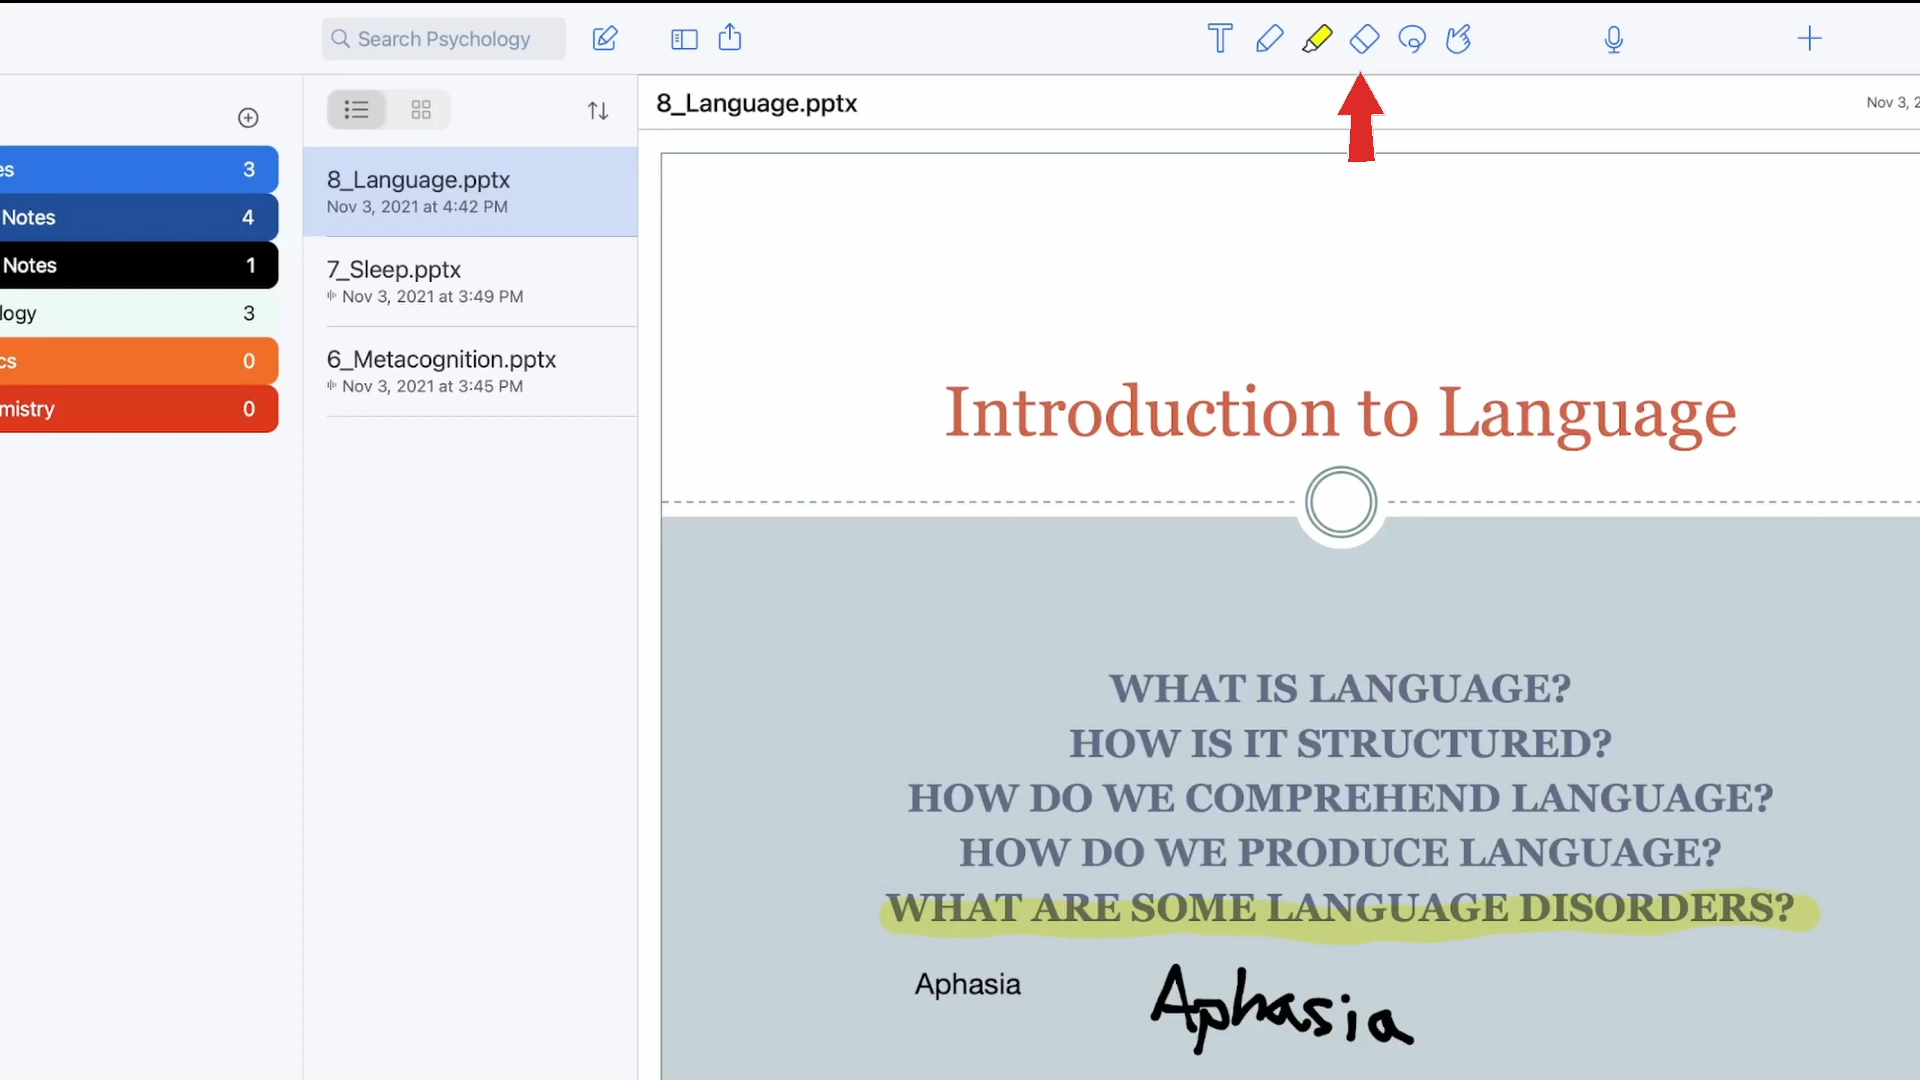 Search Psychology
8_Language.pptx
Nov 3, 2
es 3
Notes 4
Notes 1
logy 3
cs 0
mistry 0
8_Language.pptx
Nov 3, 2021 at 4:42 PM
7_Sleep.pptx
Nov 3, 2021 at 3:49 PM
6_Metacognition.pptx
Nov 3, 2021 at 3:45 PM
Introduction to Language
WHAT IS LANGUAGE?
HOW IS IT STRUCTURED?
HOW DO WE COMPREHEND LANGUAGE?
HOW DO WE PRODUCE LANGUAGE?
WHAT ARE SOME LANGUAGE DISORDERS?
Aphasia
Aphasia